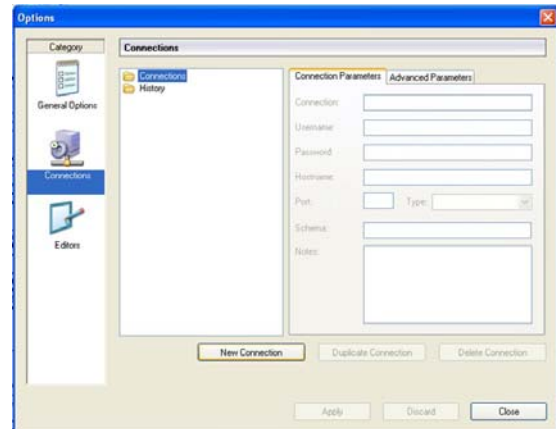 Options
Category
General Options
Connections
Editors
Connections
Connections
History
Connection Parameters
Advanced Parameters
Connection:
Username:
Password:
Hostname:
Port:
Type:
Schema:
Notes:
New Connection
Duplicate Connection
Delete Connection
Apply
Discard
Close